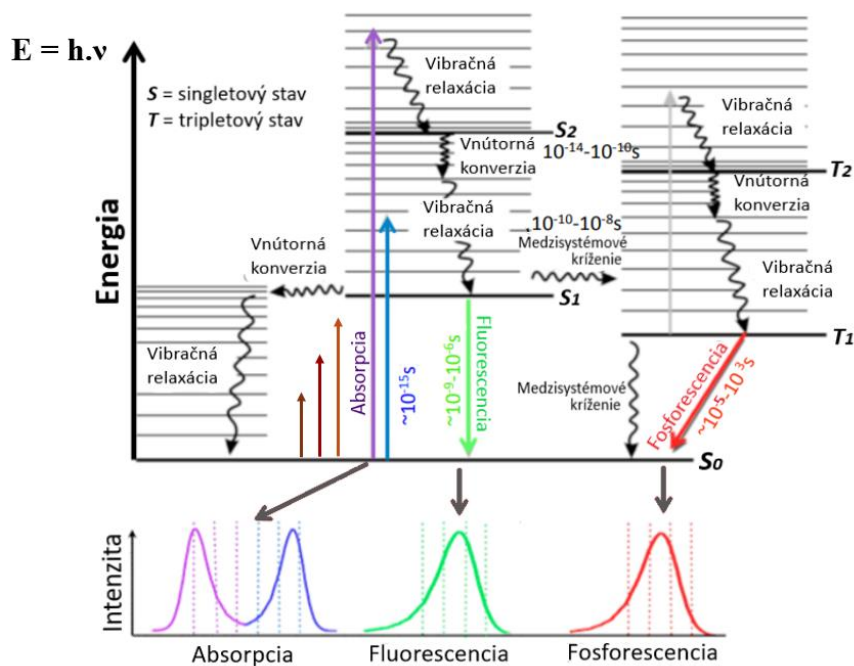 E = h.ν
Energia
S = singletový stav
T = tripletový stav
Vibračná
relaxácia
S2
Vnútorná
konverzia
10-14-10-10s
Vibračná
relaxácia
10-10-10-8s
Medzisystémové
kríženie
Vnútorná
konverzia
S1
Vibračná
relaxácia
Absorpcia
~10-15s
Fluorescencia
~10-9-10-6s
Vibračná
relaxácia
T2
Vnútorná
konverzia
Vibračná
relaxácia
T1
Medzisystémové
kríženie
Fosforescencia
~10-5-10 3s
S0
Intenzita
Absorpcia
Fluorescencia
Fosforescencia